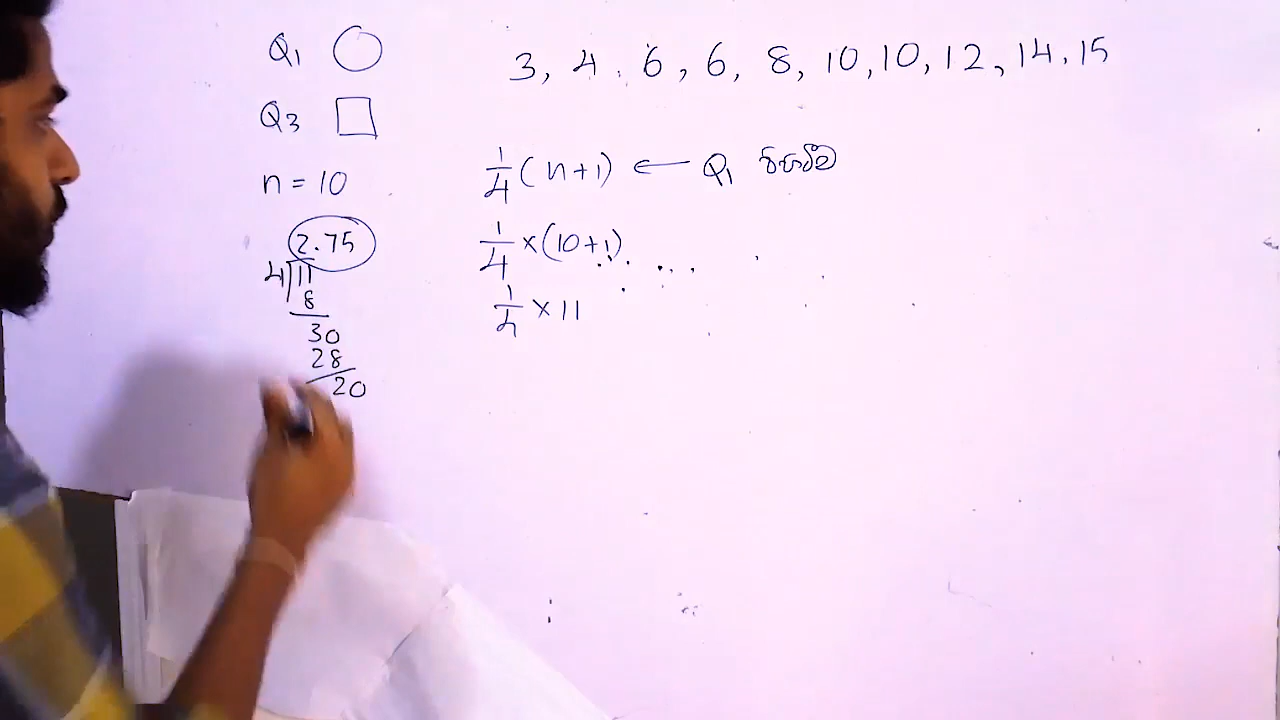 Q₁ ○
3, 4, 6, 6, 8, 10, 10, 12, 14, 15
Q₃ □
n = 10
1/4 (n+1) ← Q₁ පිහිටීම
1/4 × (10+1)
1/4 × 11
2.75
4 11
8
30
28
20